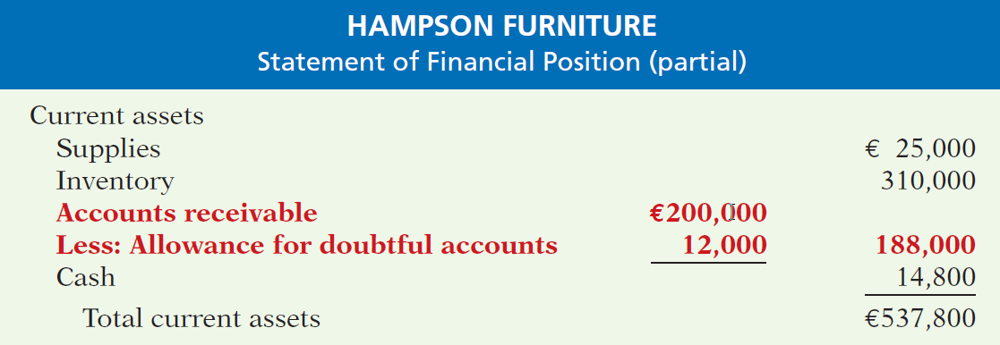 HAMPSON FURNITURE
Statement of Financial Position (partial)
Current assets
Supplies € 25,000
Inventory 310,000
Accounts receivable €200,000
Less: Allowance for doubtful accounts 12,000 188,000
Cash 14,800
Total current assets €537,800